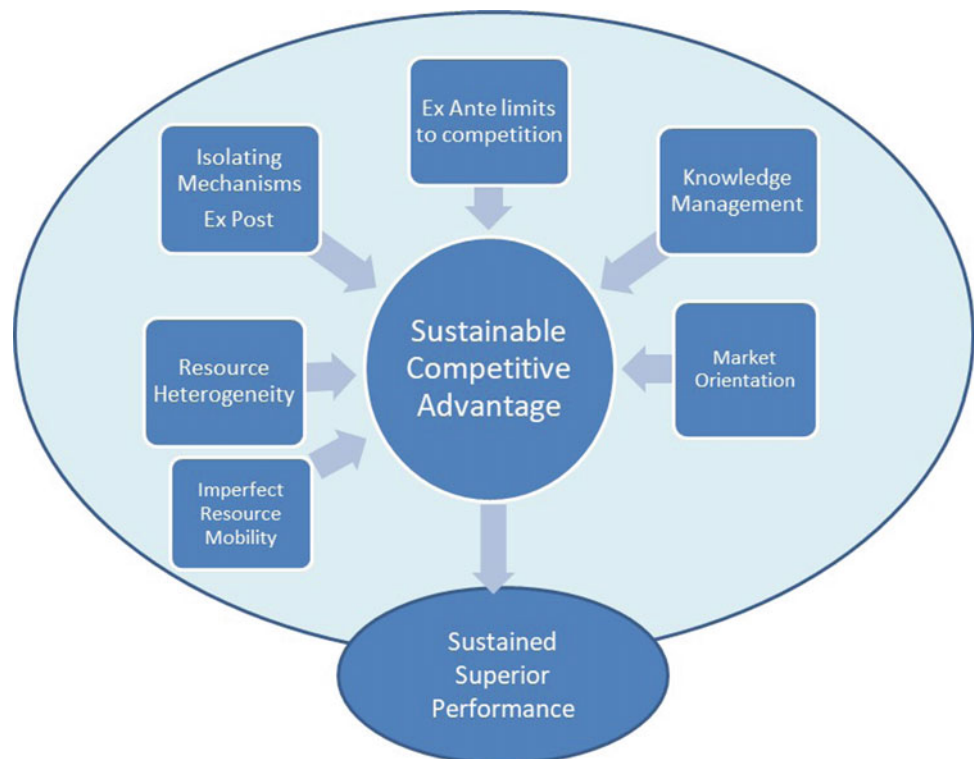 Ex Ante limits
to competition
Isolating
Mechanisms
Ex Post
Knowledge
Management
Resource
Heterogeneity
Sustainable
Competitive
Advantage
Market
Orientation
Imperfect
Resource
Mobility
Sustained
Superior
Performance